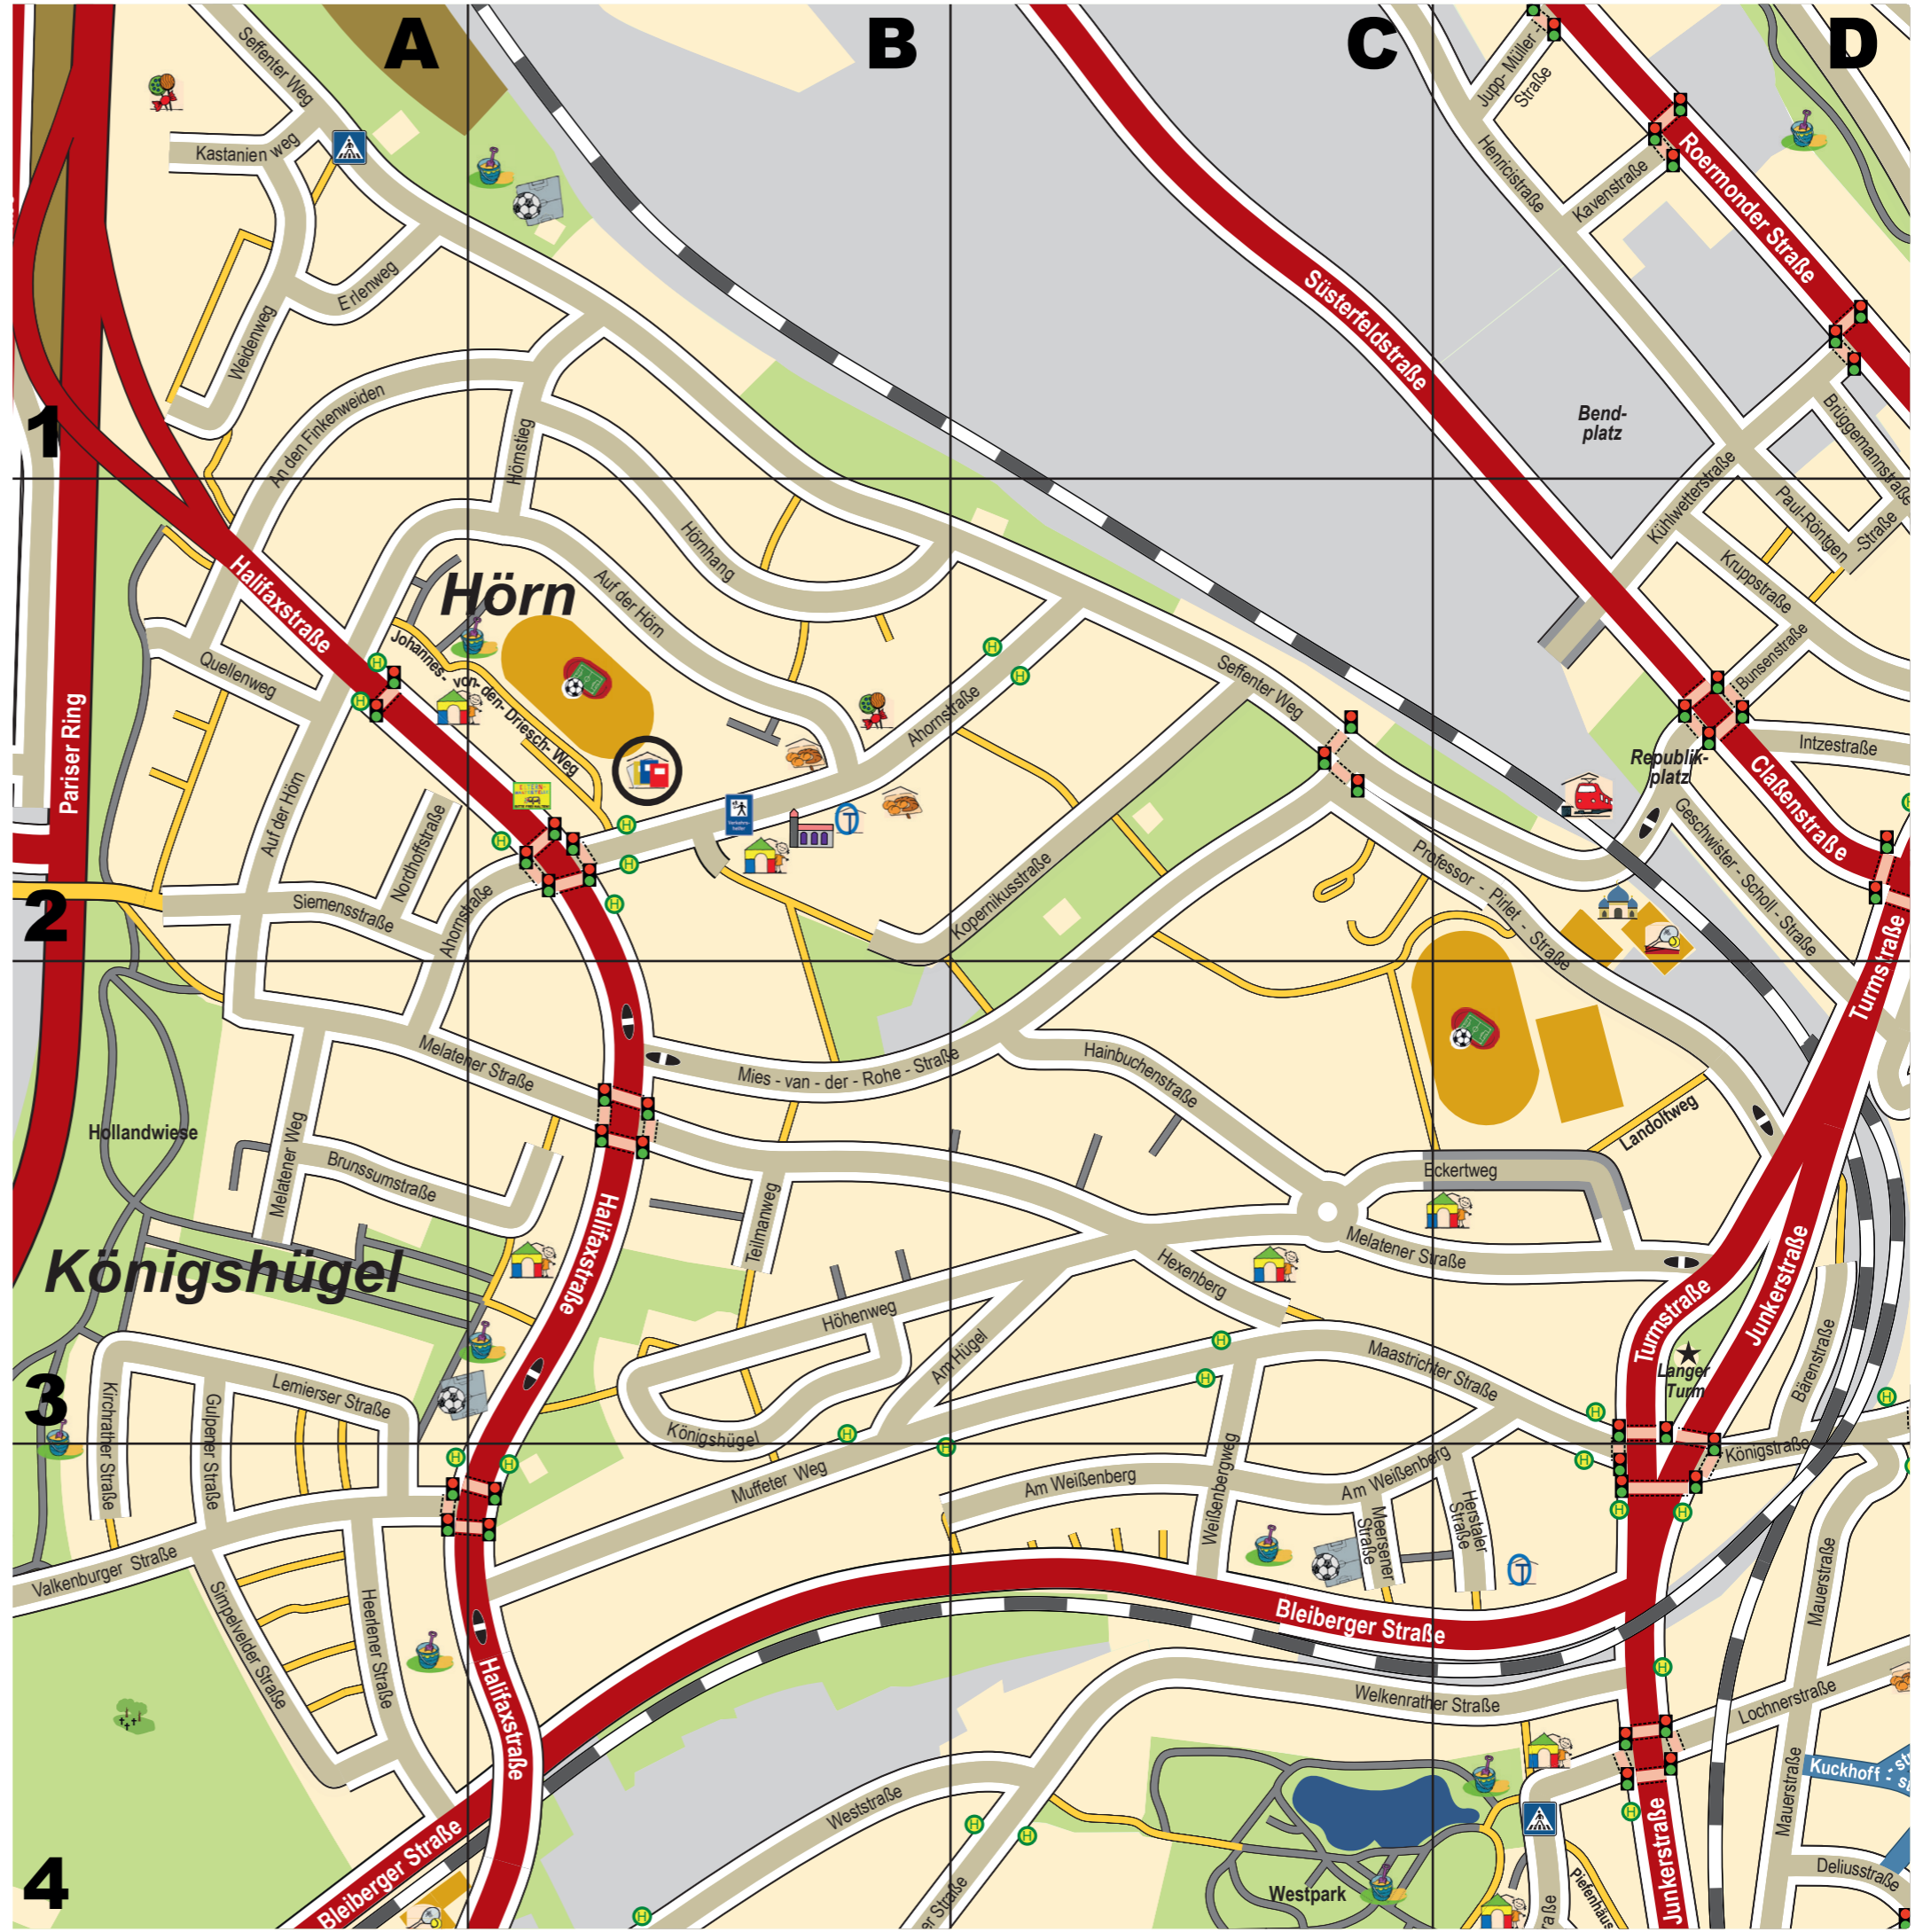 A
B
C
D
1
2
3
4
Seffenter Weg
Kastanien weg
Erlenweg
Weidenweg
An den Finkenweiden
Hörnstieg
Hörnhang
Jupp- Müller -
Straße
Henricistraße
Kavenstraße
Roermonder Straße
Süsterfeldstraße
Bend-
platz
Brüggemannstraße
Kühlwetterstraße
Paul-Röntgen
-Straße
Kruppstraße
Bunsenstraße
Halifaxstraße
Hörn
Auf der Hörn
Johannes- von- den- Driesch- Weg
Quellenweg
Pariser Ring
Auf der Hörn
Nordhoffstraße
Siemensstraße
Ahornstraße
Ahornstraße
Seffenter Weg
Kopernikusstraße
Republik-
platz
Intzestraße
Claßenstraße
Geschwister - Scholl - Straße
Professor - Pirlet - Straße
Turmstraße
Melatener Straße
Mies - van - der - Rohe - Straße
Hainbuchenstraße
Landoltweg
Eckertweg
Hollandwiese
Melatener Weg
Brunssumstraße
Halifaxstraße
Teilmanweg
Melatener Straße
Hexenberg
Königshügel
Höhenweg
Am Hügel
Königshügel
Maastrichter Straße
Turmstraße
Junkerstraße
Langer
Turm
Bärenstraße
Königstraße
Kirchrather Straße
Gulpener Straße
Lemierser Straße
Muffeter Weg
Am Weißenberg
Weißenbergweg
Am Weißenberg
Meersener
Straße
Herstaler
Straße
Valkenburger Straße
Simpelvelder Straße
Heerlener Straße
Halifaxstraße
Bleiberger Straße
Welkenrather Straße
Mauerstraße
Lochnerstraße
Kuckhoff -
Mauerstraße
Weststraße
Bleiberger Straße
er Straße
Westpark
Piefenhäus
raße
Junkerstraße
Deliusstraße